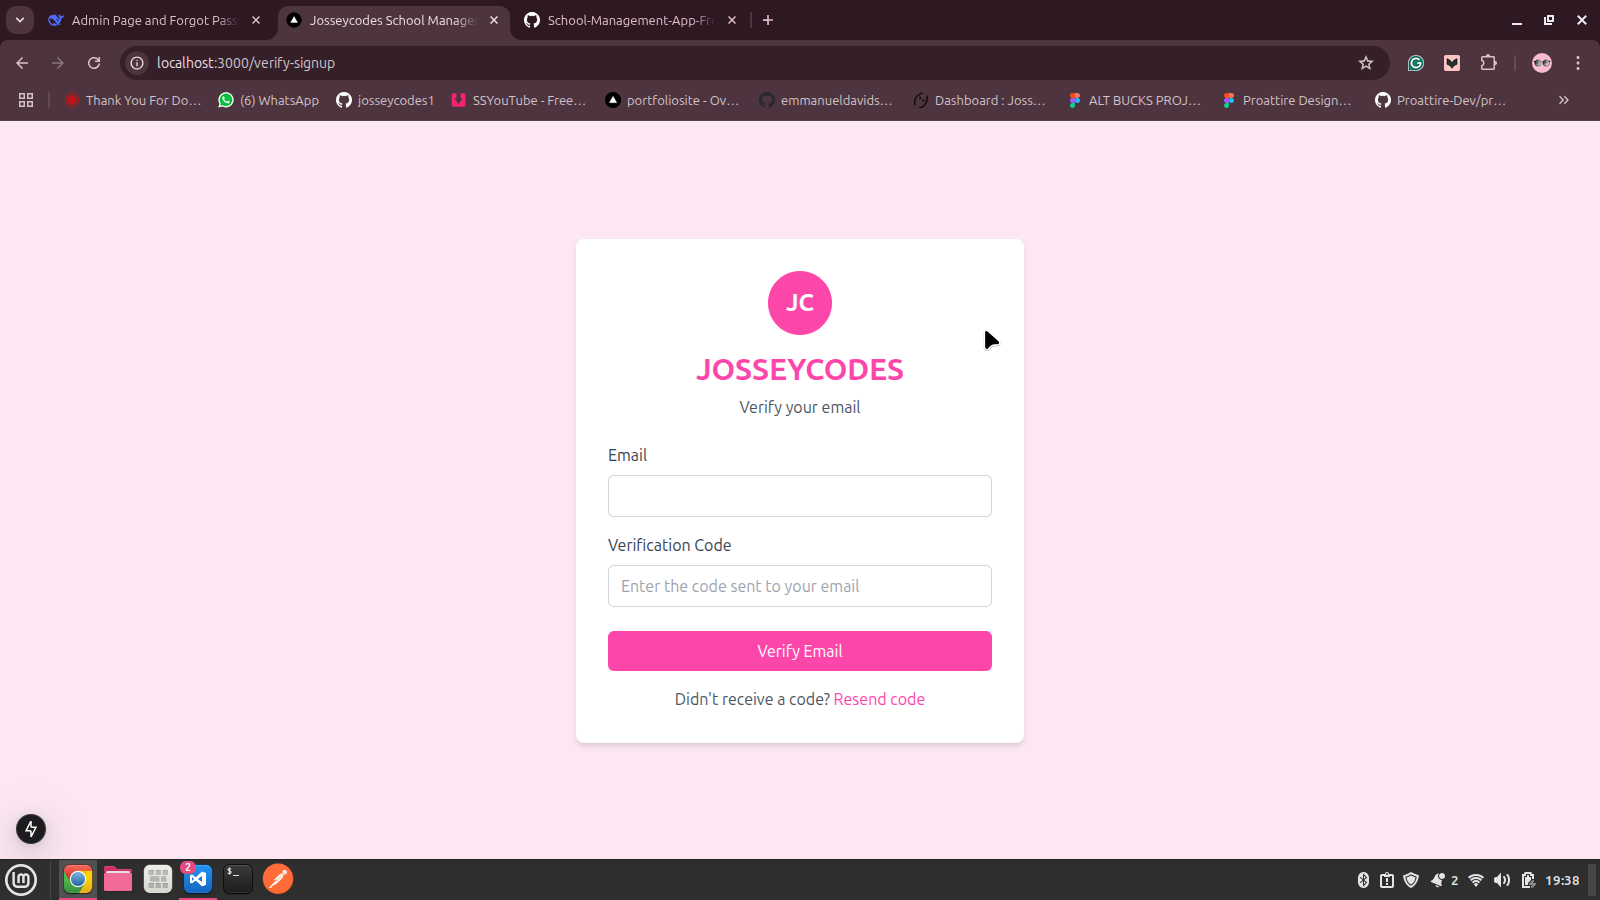 Admin Page and Forgot Pas
Josseycodes School Manage
School-Management-App-Fr
localhost:3000/verify-signup
Thank You For Do...
(6) WhatsApp
josseycodes1
SSYouTube - Free...
portfoliosite - Ov...
emmanueldavids...
Dashboard : Joss...
ALT BUCKS PROJ...
Proattire Design...
Proattire-Dev/pr...
JC
JOSSEYCODES
Verify your email
Email
Verification Code
Enter the code sent to your email
Verify Email
Didn't receive a code? Resend code
2
2
19:38